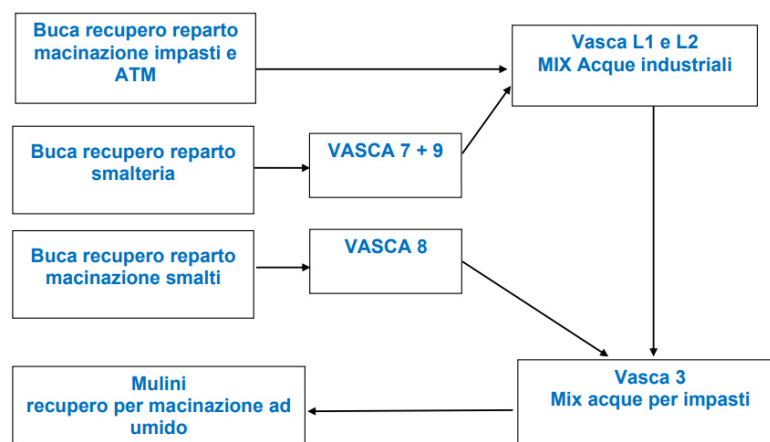 Buca recupero reparto
macinazione impasti e
ATM
Vasca L1 e L2
MIX Acque industriali
Buca recupero reparto
smalteria
VASCA 7 + 9
Buca recupero reparto
macinazione smalti
VASCA 8
Mulini
recupero per macinazione ad
umido
Vasca 3
Mix acque per impasti